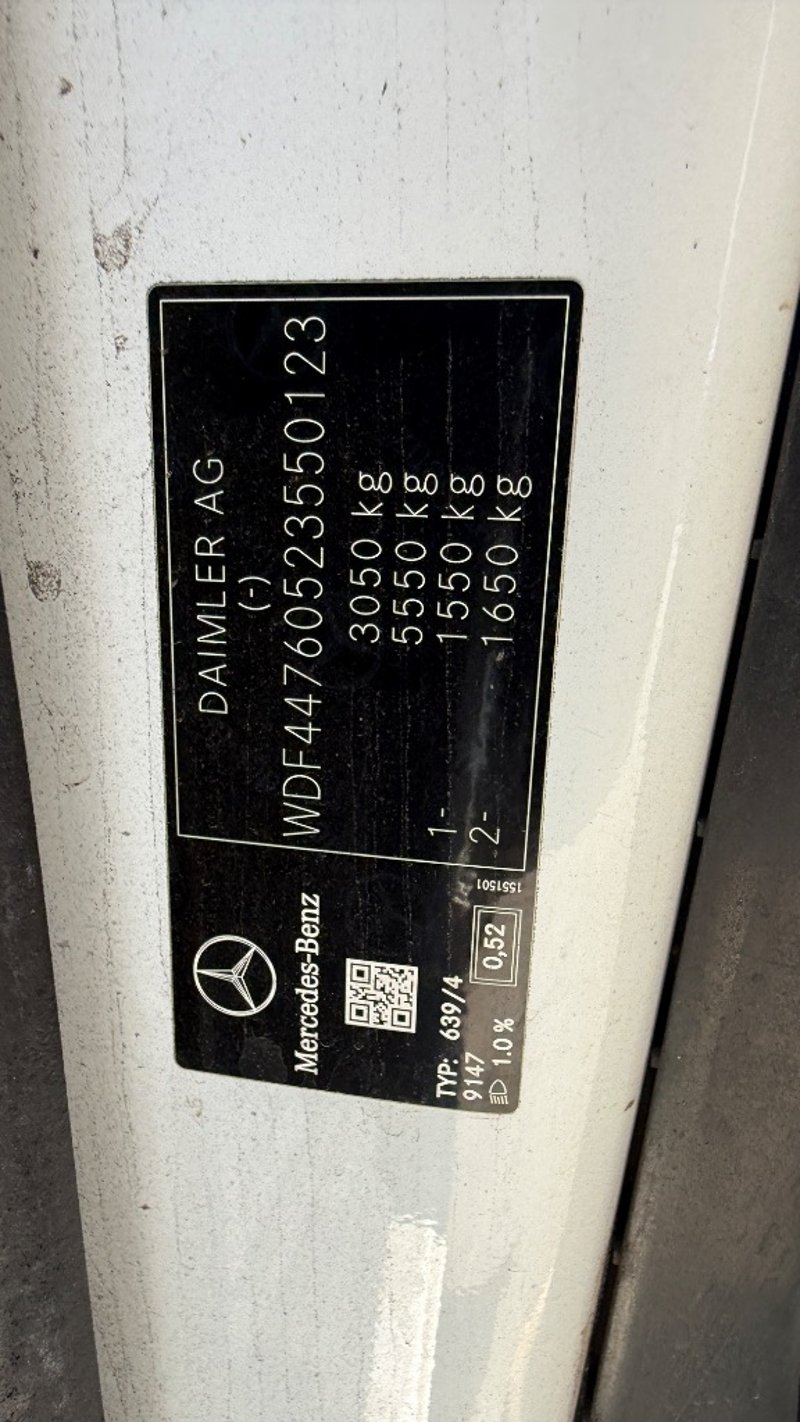 DAIMLER AG
(-)
WDF44760523550123
3050 kg
5550 kg
1- 1550 kg
2- 1650 kg
Mercedes-Benz
TYP: 639/4
9147
1.0 %
0,52
1551501